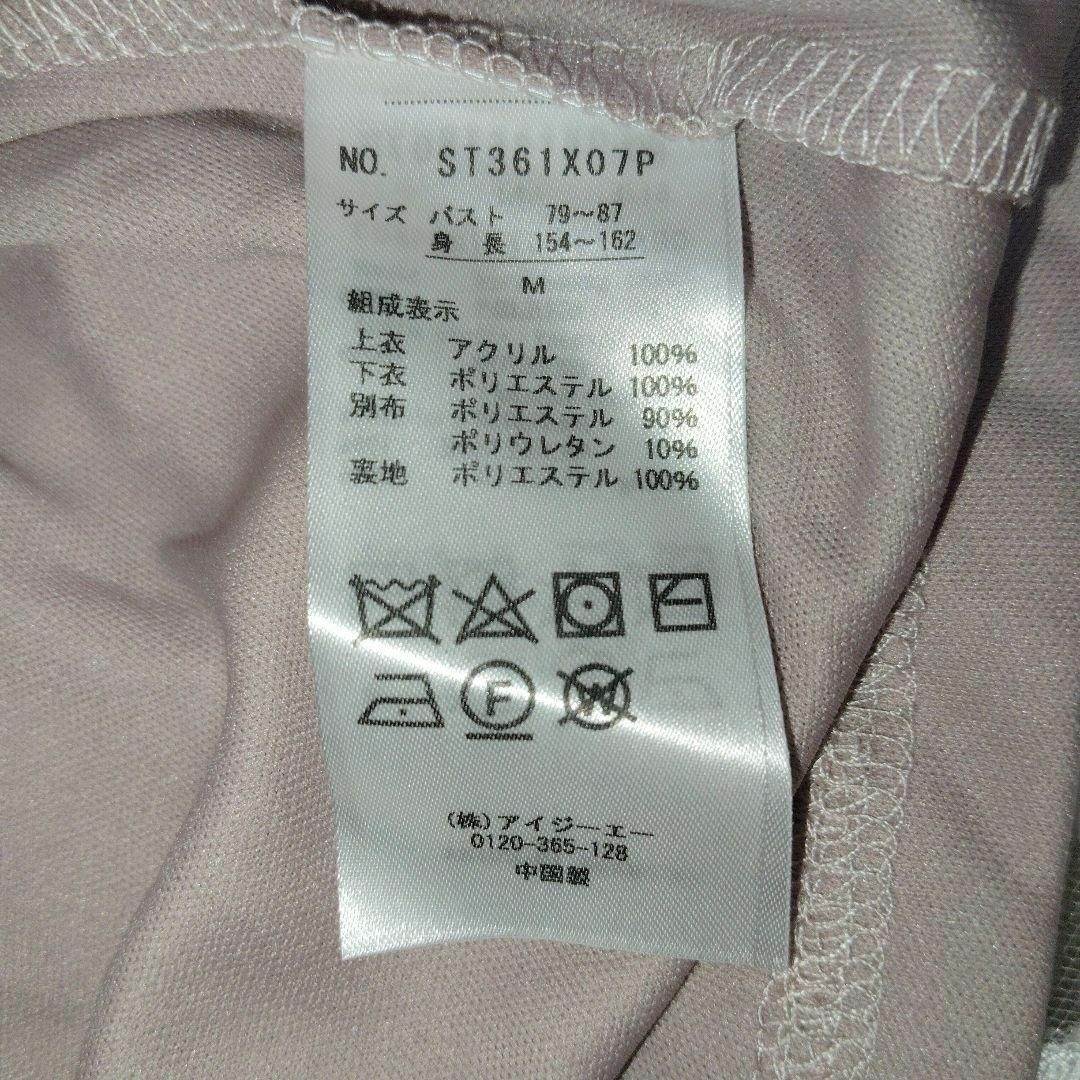 NO. ST361X07P
サイズ バスト 79～87
身長 154～162
M
組成表示
上衣 アクリル 100%
下衣 ポリエステル 100%
別布 ポリエステル 90%
ポリウレタン 10%
裏地 ポリエステル 100%
F W
(株)アイジーエー
0120-365-128
中国製